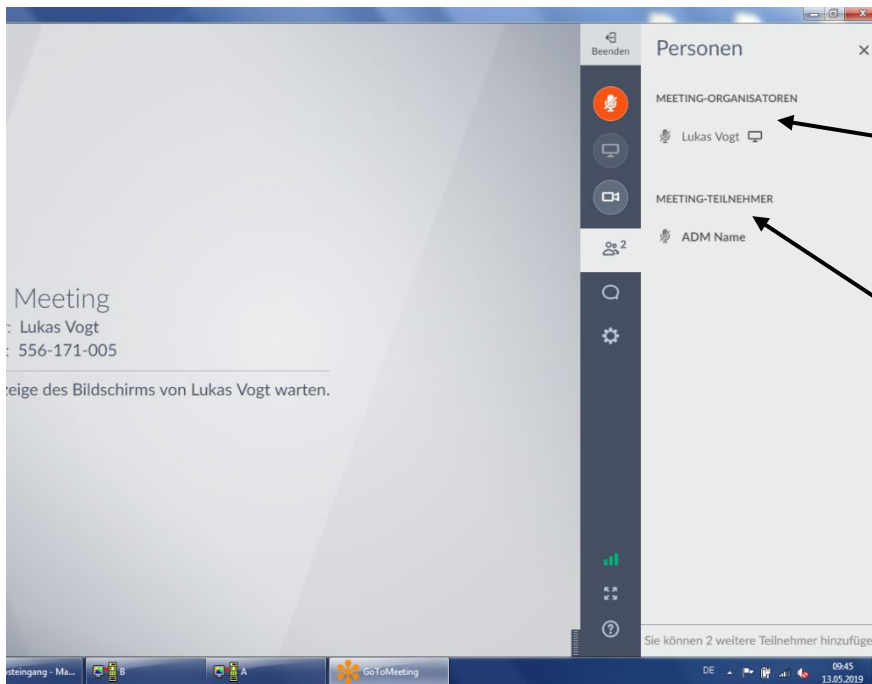 Beenden
Personen
MEETING-ORGANISATOREN
Lukas Vogt
MEETING-TEILNEHMER
2
ADM Name
Meeting
: Lukas Vogt
: 556-171-005
zeige des Bildschirms von Lukas Vogt warten.
Sie können 2 weitere Teilnehmer hinzufüge
osteingang - Ma...
B
A
GoToMeeting
DE
09:45
13.05.2019